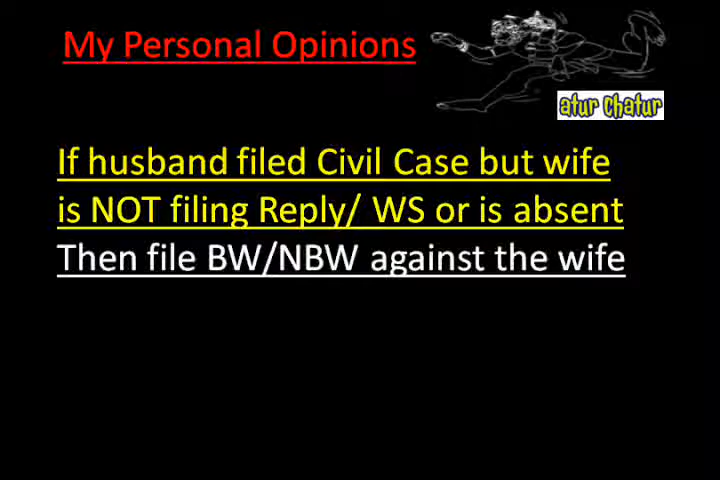 My Personal Opinions
atur chatur
If husband filed Civil Case but wife
is NOT filing Reply/ WS or is absent
Then file BW/NBW against the wife